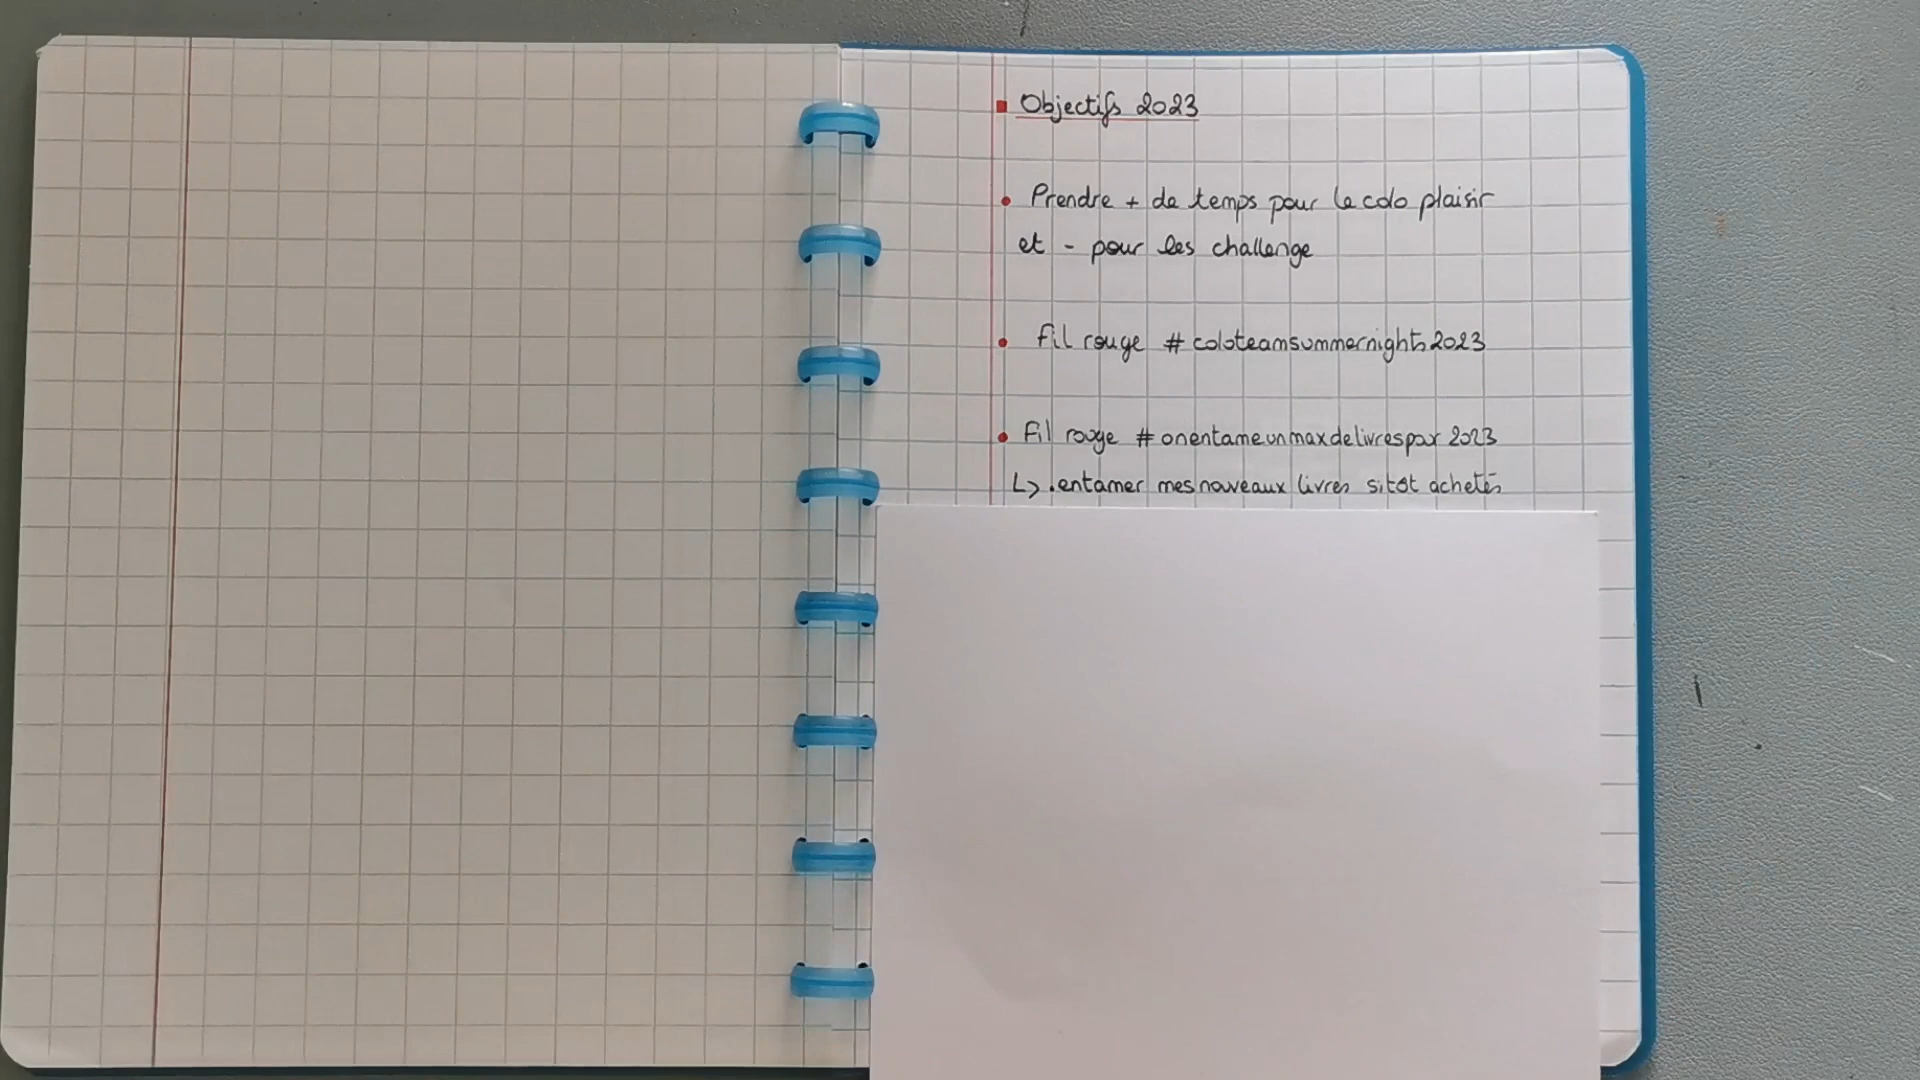 Objectifs 2023
• Prendre + de temps pour le colo plaisir
et - pour les challenge
• Fil rouge #coloteamsummernights2023
• Fil rouge #onentameunmaxdelivrespar2023
↳ .entamer mes nouveaux livres sitôt achetés